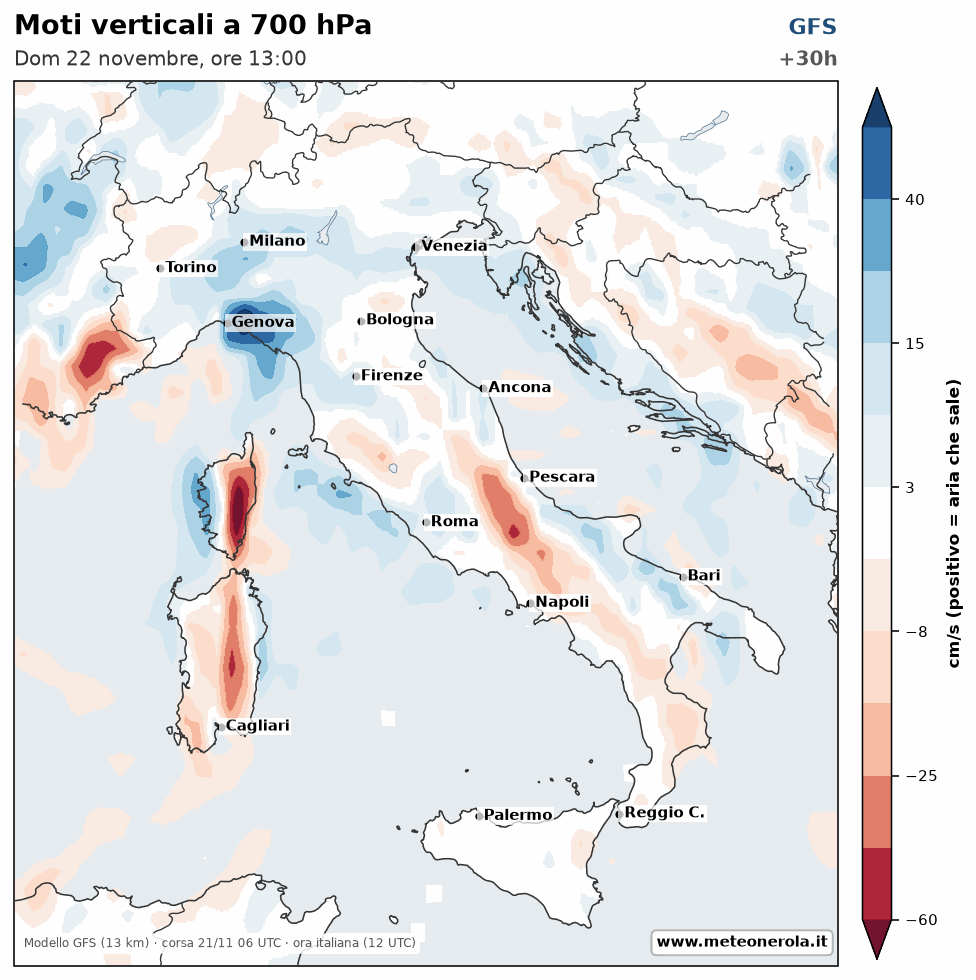 Moti verticali a 700 hPa
GFS
Dom 22 novembre, ore 13:00
+30h
Milano
Venezia
Torino
Genova
Bologna
Firenze
Ancona
Pescara
Roma
Bari
Napoli
Cagliari
Palermo
Reggio C.
40
15
3
−8
−25
−60
cm/s (positivo = aria che sale)
Modello GFS (13 km) · corsa 21/11 06 UTC · ora italiana (12 UTC)
www.meteonerola.it